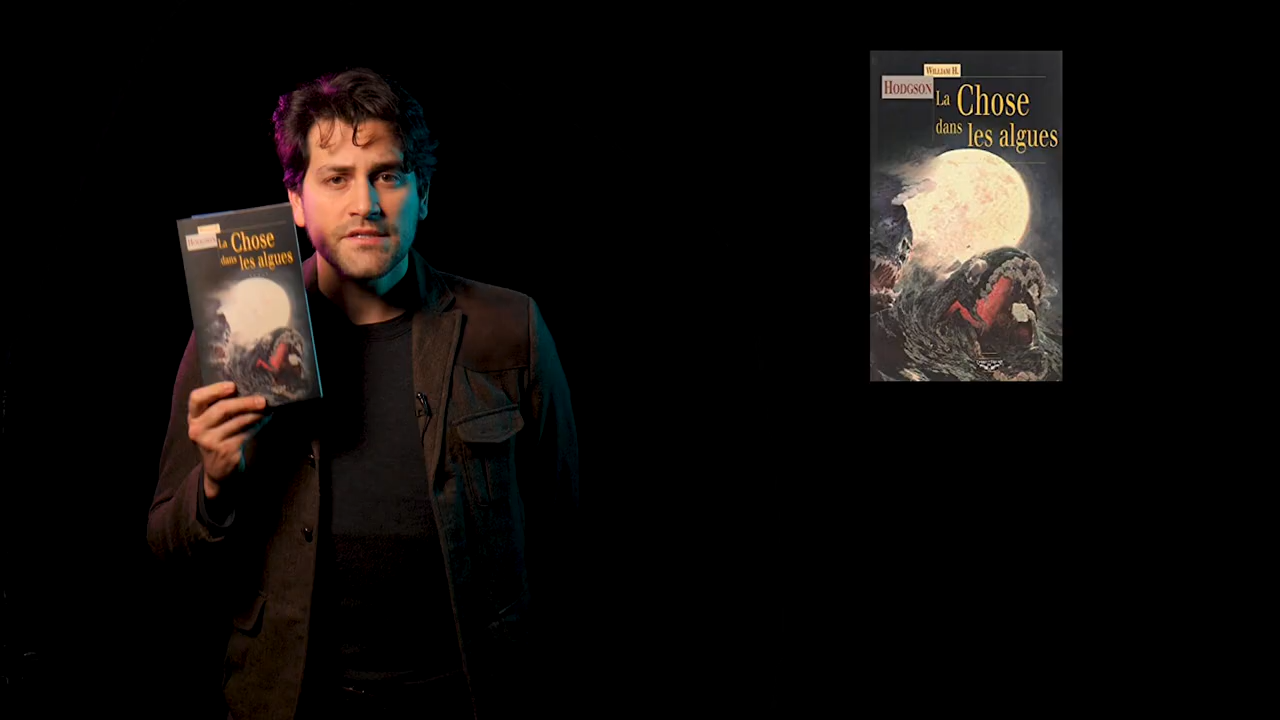 Hodgson
La Chose
dans les algues
William H.
Hodgson
La Chose
dans les algues